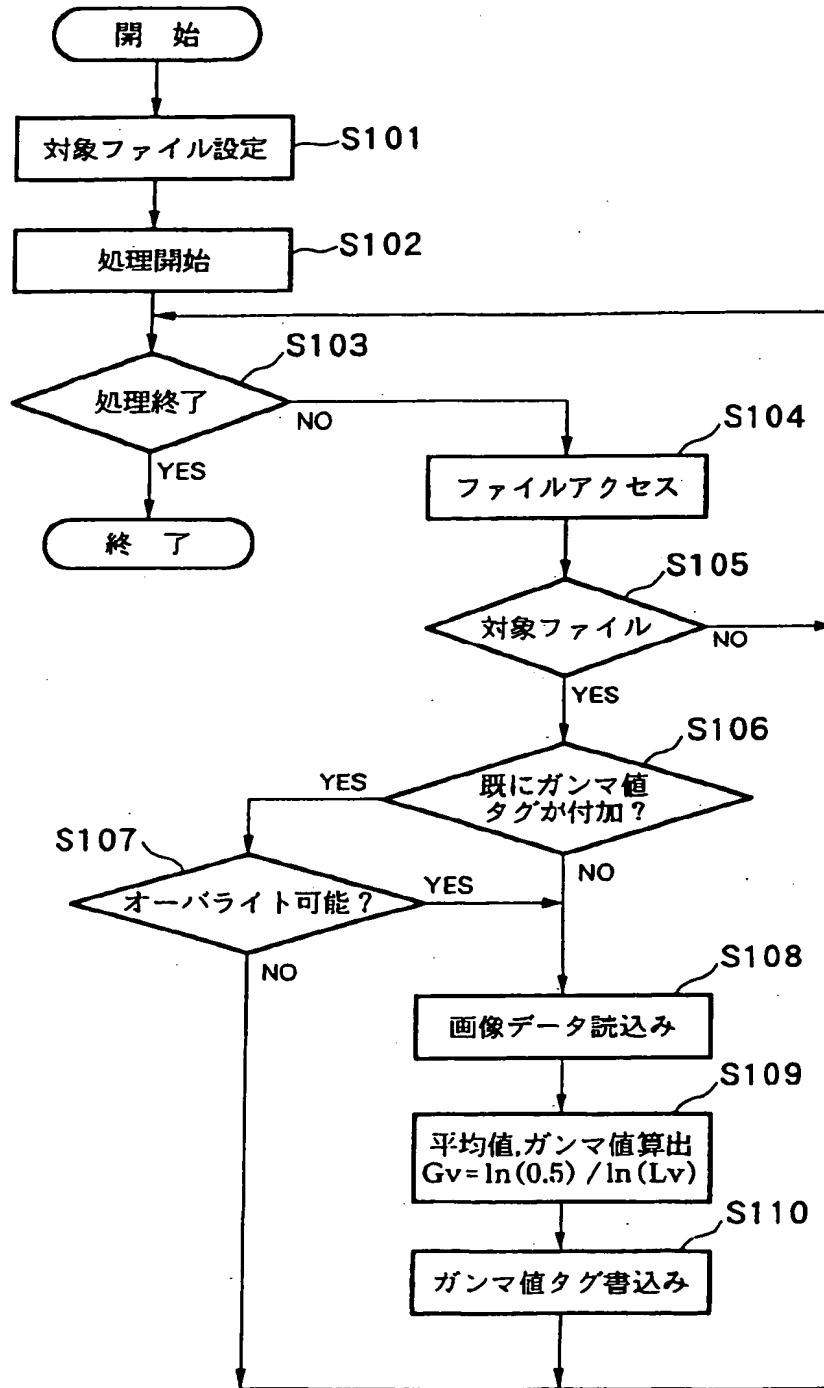 開 始
対象ファイル設定
S101
処理開始
S102
S103
処理終了
NO
YES
終 了
S104
ファイルアクセス
S105
対象ファイル
NO
YES
S106
既にガンマ値
タグが付加?
YES
NO
S107
オーバライト可能?
YES
NO
S108
画像データ読込み
S109
平均値,ガンマ値算出
Gv=ln(0.5)/ln(Lv)
S110
ガンマ値タグ書込み